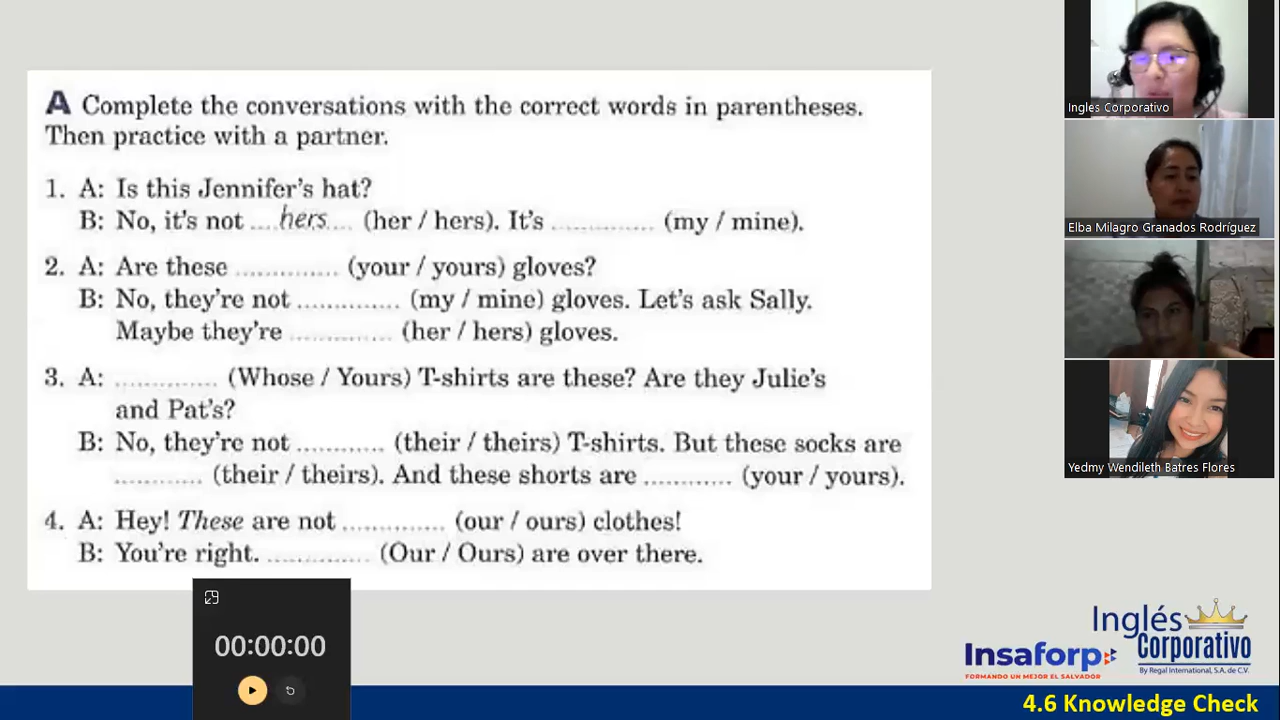 A Complete the conversations with the correct words in parentheses.
Then practice with a partner.
1. A: Is this Jennifer's hat?
B: No, it's not ....hers.... (her / hers). It's .............. (my / mine).
2. A: Are these .............. (your / yours) gloves?
B: No, they're not .............. (my / mine) gloves. Let's ask Sally.
Maybe they're .............. (her / hers) gloves.
3. A: .............. (Whose / Yours) T-shirts are these? Are they Julie's
and Pat's?
B: No, they're not ............ (their / theirs) T-shirts. But these socks are
............ (their / theirs). And these shorts are ............ (your / yours).
4. A: Hey! These are not .............. (our / ours) clothes!
B: You're right. .............. (Our / Ours) are over there.
00:00:00
Inglés Corporativo
Elba Milagro Granados Rodríguez
Yedmy Wendileth Batres Flores
Insaforp
FORMANDO UN MEJOR EL SALVADOR
Inglés
Corporativo
By Regal International, S.A. de C.V.
4.6 Knowledge Check